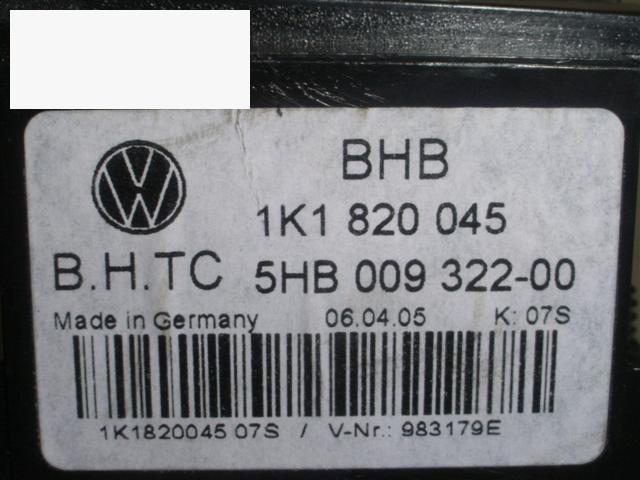 BHB
1K1 820 045
B.H.TC 5HB 009 322-00
Made in Germany 06.04.05 K: 07S
1K1820045 07S / V-Nr.: 983179E